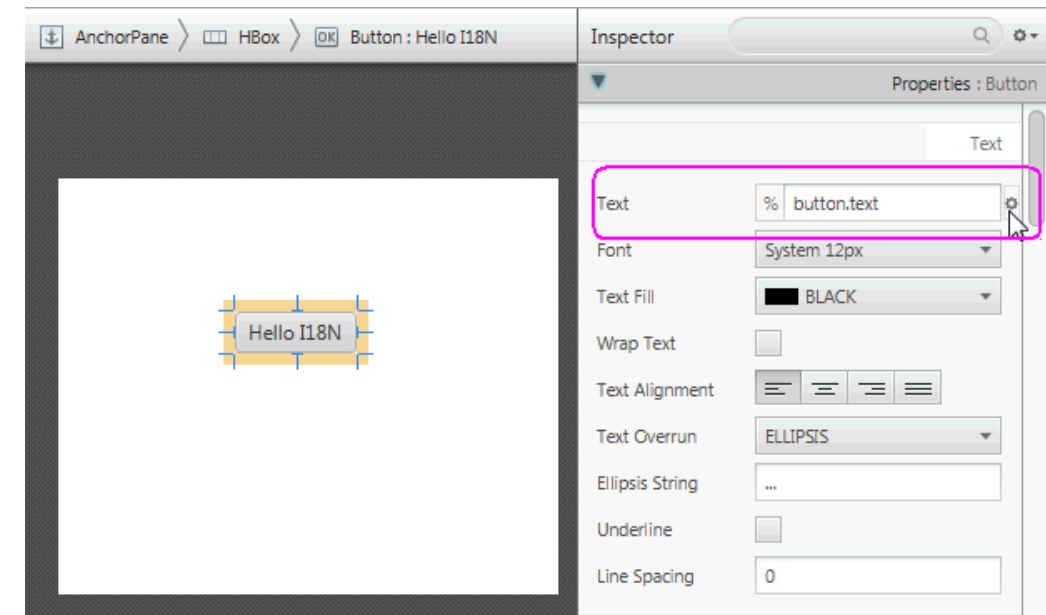 AnchorPane HBox OK Button : Hello I18N
Inspector
Properties : Button
Text
Text % button.text
Font System 12px
Text Fill BLACK
Hello I18N
Wrap Text
Text Alignment
Text Overrun ELLIPSIS
Ellipsis String ...
Underline
Line Spacing 0